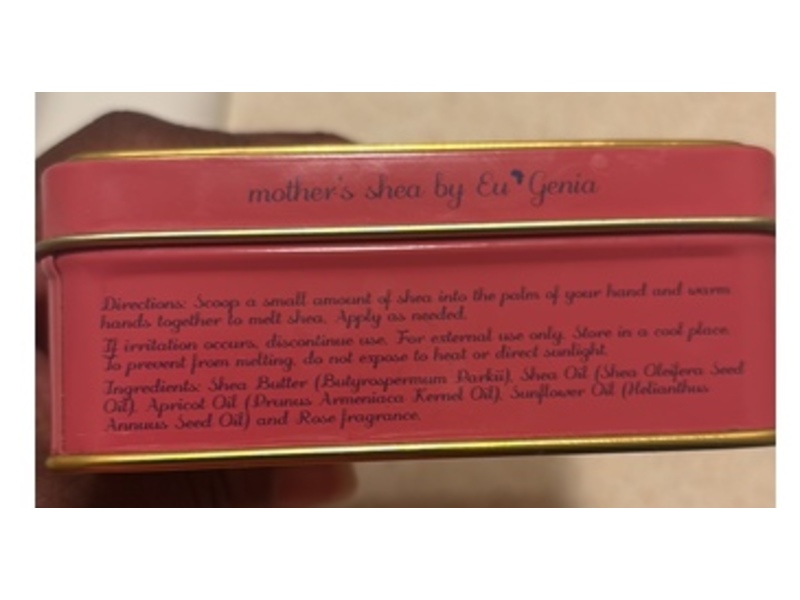 mother's shea by Eu'Genia
Directions: Scoop a small amount of shea into the palm of your hand and warm
hands together to melt shea. Apply as needed.
If irritation occurs, discontinue use. For external use only. Store in a cool place.
To prevent from melting, do not expose to heat or direct sunlight.
Ingredients: Shea Butter (Butyrospermum Parkii), Shea Oil (Shea Oleifera Seed
Oil), Apricot Oil (Prunus Armeniaca Kernel Oil), Sunflower Oil (Helianthus
Annuus Seed Oil) and Rose fragrance.